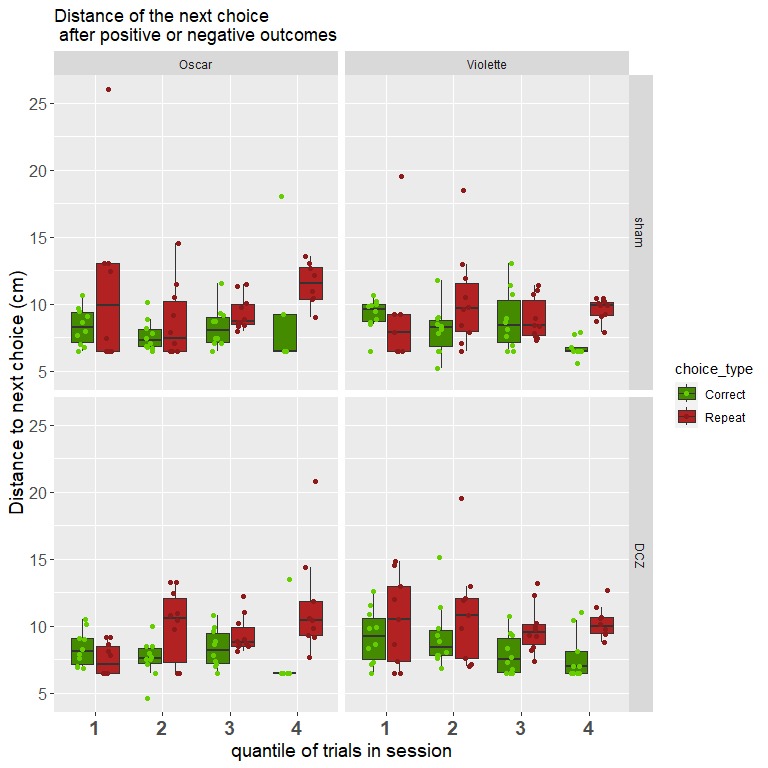 Distance of the next choice
after positive or negative outcomes
Oscar
Violette
25
20
15
10
5
sham
25
20
15
10
5
DCZ
Distance to next choice (cm)
1 2 3 4 1 2 3 4
quantile of trials in session
choice_type
Correct
Repeat